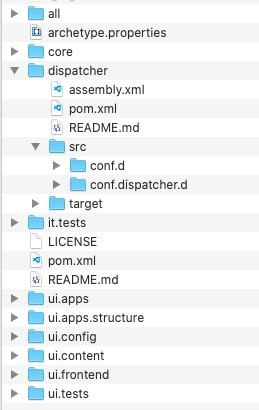 all
archetype.properties
core
dispatcher
assembly.xml
pom.xml
README.md
src
conf.d
conf.dispatcher.d
target
it.tests
LICENSE
pom.xml
README.md
ui.apps
ui.apps.structure
ui.config
ui.content
ui.frontend
ui.tests